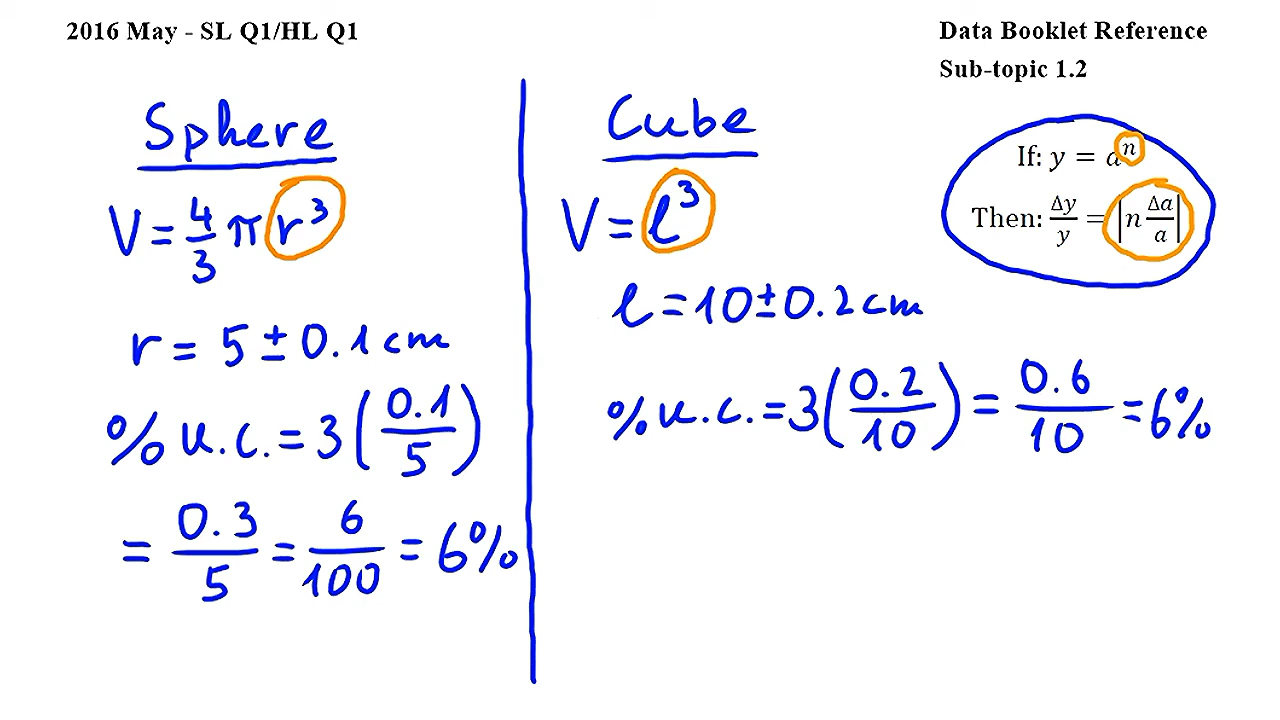 2016 May - SL Q1/HL Q1
Data Booklet Reference
Sub-topic 1.2
Sphere
V = 4/3 π r³
r = 5 ± 0.1 cm
% u.c. = 3 (0.1/5)
= 0.3/5 = 6/100 = 6%
Cube
V = l³
l = 10 ± 0.2 cm
% u.c. = 3 (0.2/10) = 0.6/10 = 6%
If: y = aⁿ
Then: Δy/y = |n Δa/a|